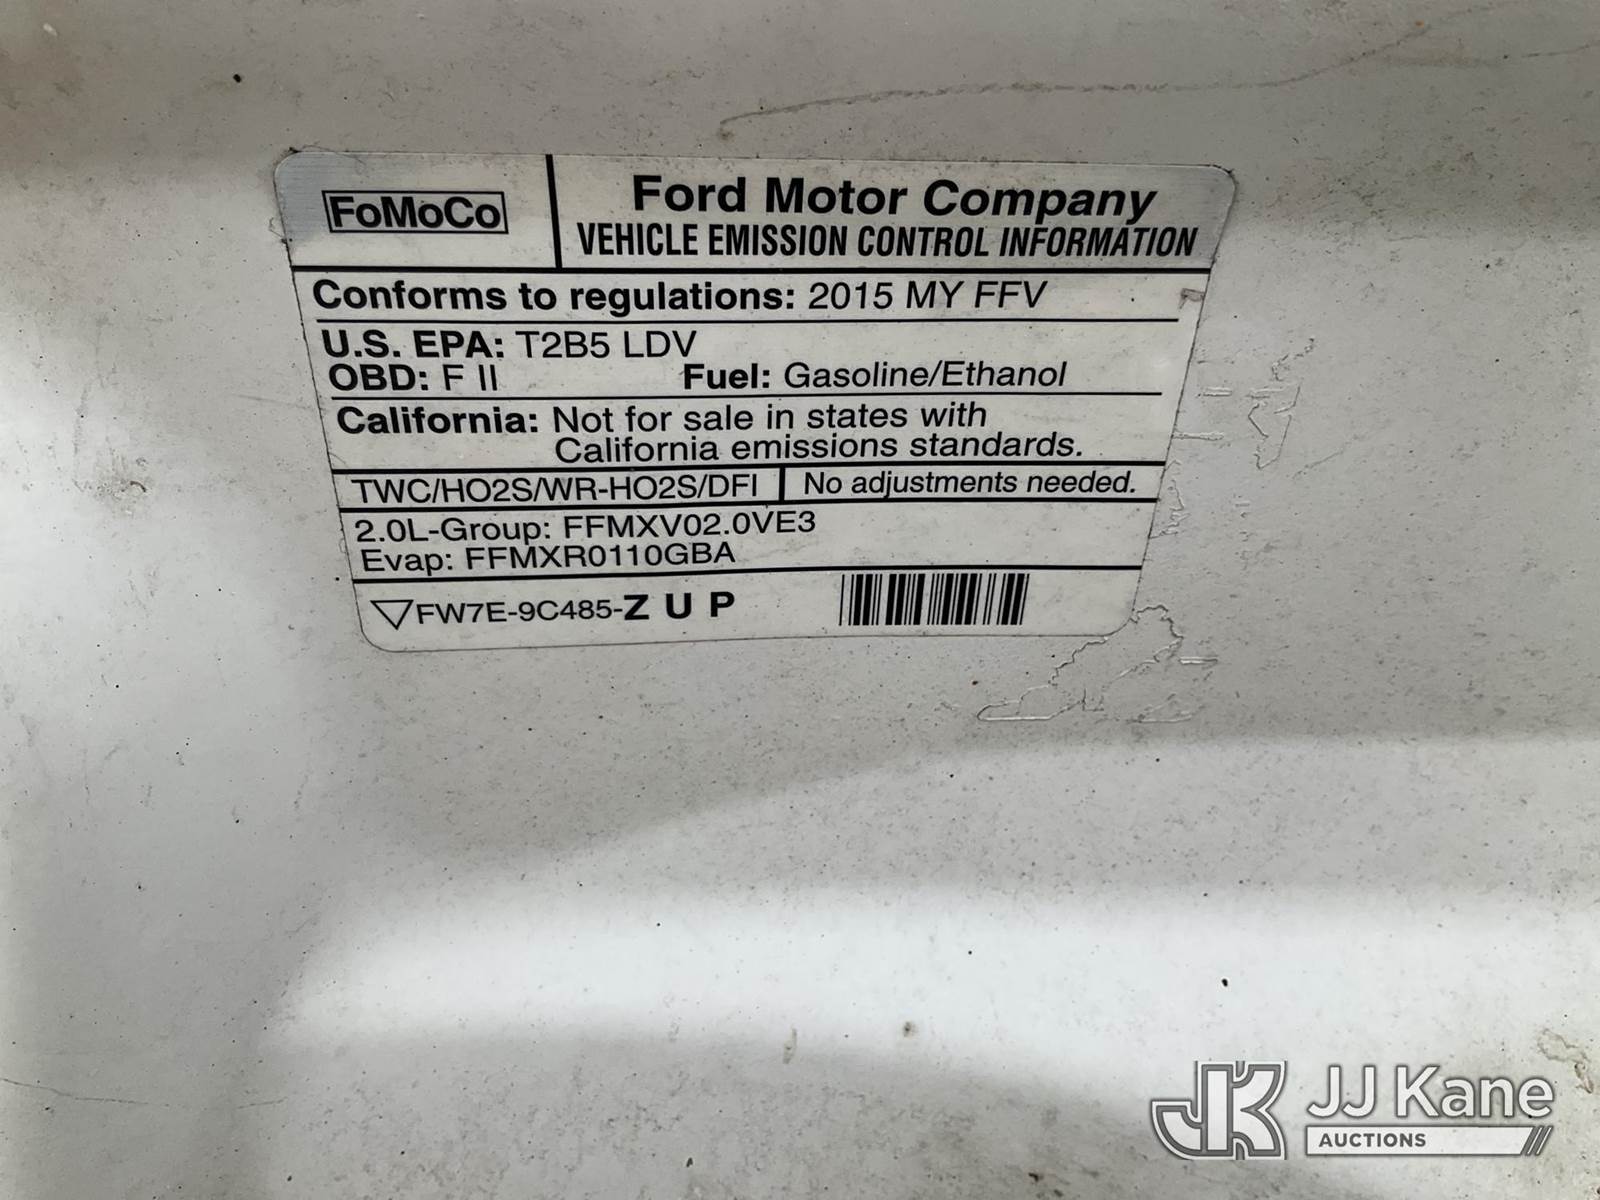 FoMoCo
Ford Motor Company
VEHICLE EMISSION CONTROL INFORMATION
Conforms to regulations: 2015 MY FFV
U.S. EPA: T2B5 LDV
OBD: F II Fuel: Gasoline/Ethanol
California: Not for sale in states with
California emissions standards.
TWC/HO2S/WR-HO2S/DFI No adjustments needed.
2.0L-Group: FFMXV02.0VE3
Evap: FFMXR0110GBA
FW7E-9C485-Z U P
JK JJ Kane
AUCTIONS